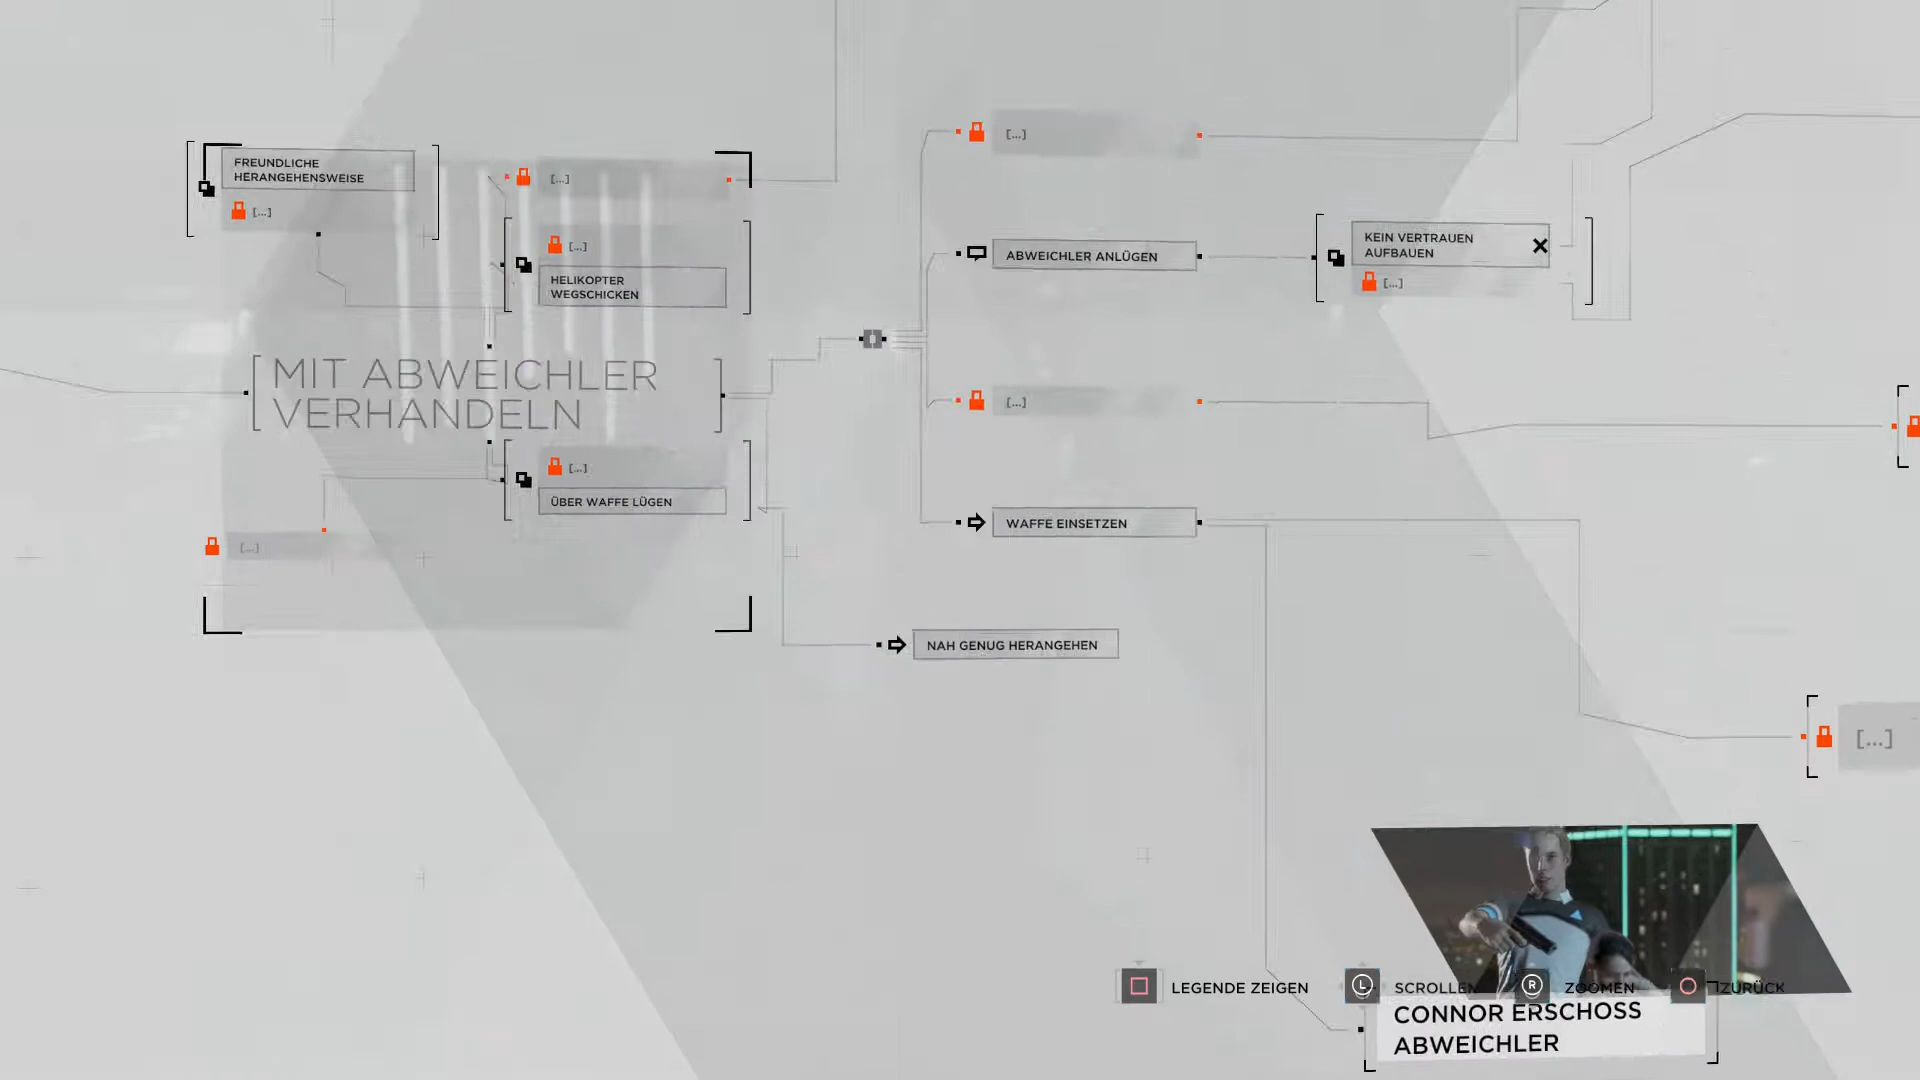 FREUNDLICHE
HERANGEHENSWEISE
[...]
[...]
[...]
HELIKOPTER
WEGSCHICKEN
MIT ABWEICHLER
VERHANDELN
[...]
ÜBER WAFFE LÜGEN
[...]
[...]
ABWEICHLER ANLÜGEN
KEIN VERTRAUEN
AUFBAUEN
[...]
[...]
WAFFE EINSETZEN
NAH GENUG HERANGEHEN
[...]
LEGENDE ZEIGEN
L
SCROLLEN
R
ZOOMEN
ZURÜCK
CONNOR ERSCHOSS
ABWEICHLER